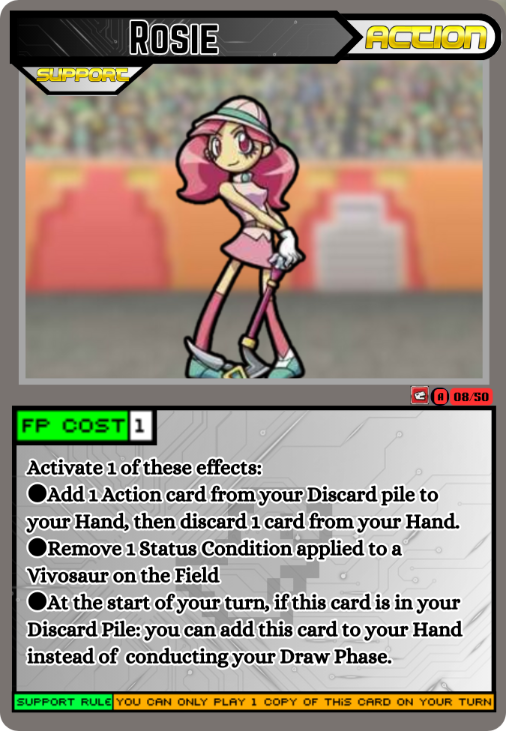 Rosie
ACTION
SUPPORT
A 08/50
FP COST 1
Activate 1 of these effects:
●Add 1 Action card from your Discard pile to
your Hand, then discard 1 card from your Hand.
●Remove 1 Status Condition applied to a
Vivosaur on the Field
●At the start of your turn, if this card is in your
Discard Pile: you can add this card to your Hand
instead of conducting your Draw Phase.
SUPPORT RULE YOU CAN ONLY PLAY 1 COPY OF THIS CARD ON YOUR TURN